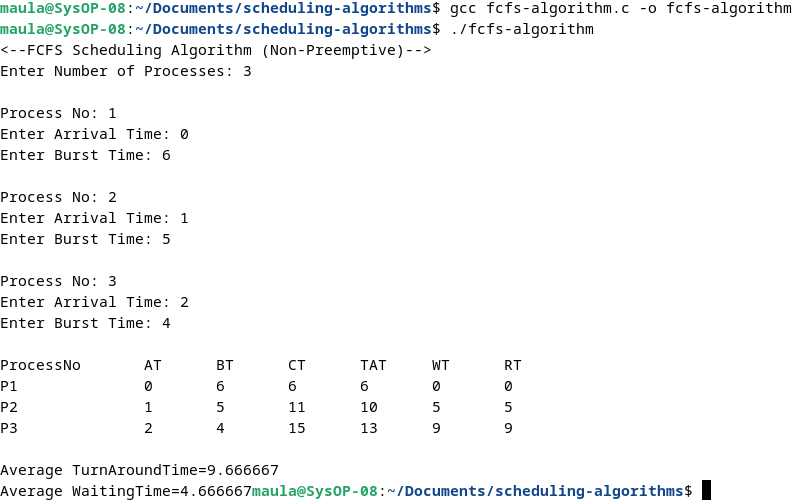 maula@SysOP-08:~/Documents/scheduling-algorithms$ gcc fcfs-algorithm.c -o fcfs-algorithm
maula@SysOP-08:~/Documents/scheduling-algorithms$ ./fcfs-algorithm
<--FCFS Scheduling Algorithm (Non-Preemptive)-->
Enter Number of Processes: 3

Process No: 1
Enter Arrival Time: 0
Enter Burst Time: 6

Process No: 2
Enter Arrival Time: 1
Enter Burst Time: 5

Process No: 3
Enter Arrival Time: 2
Enter Burst Time: 4

ProcessNo       AT      BT      CT      TAT     WT      RT
P1              0       6       6       6       0       0
P2              1       5       11      10      5       5
P3              2       4       15      13      9       9

Average TurnAroundTime=9.666667
Average WaitingTime=4.666667maula@SysOP-08:~/Documents/scheduling-algorithms$